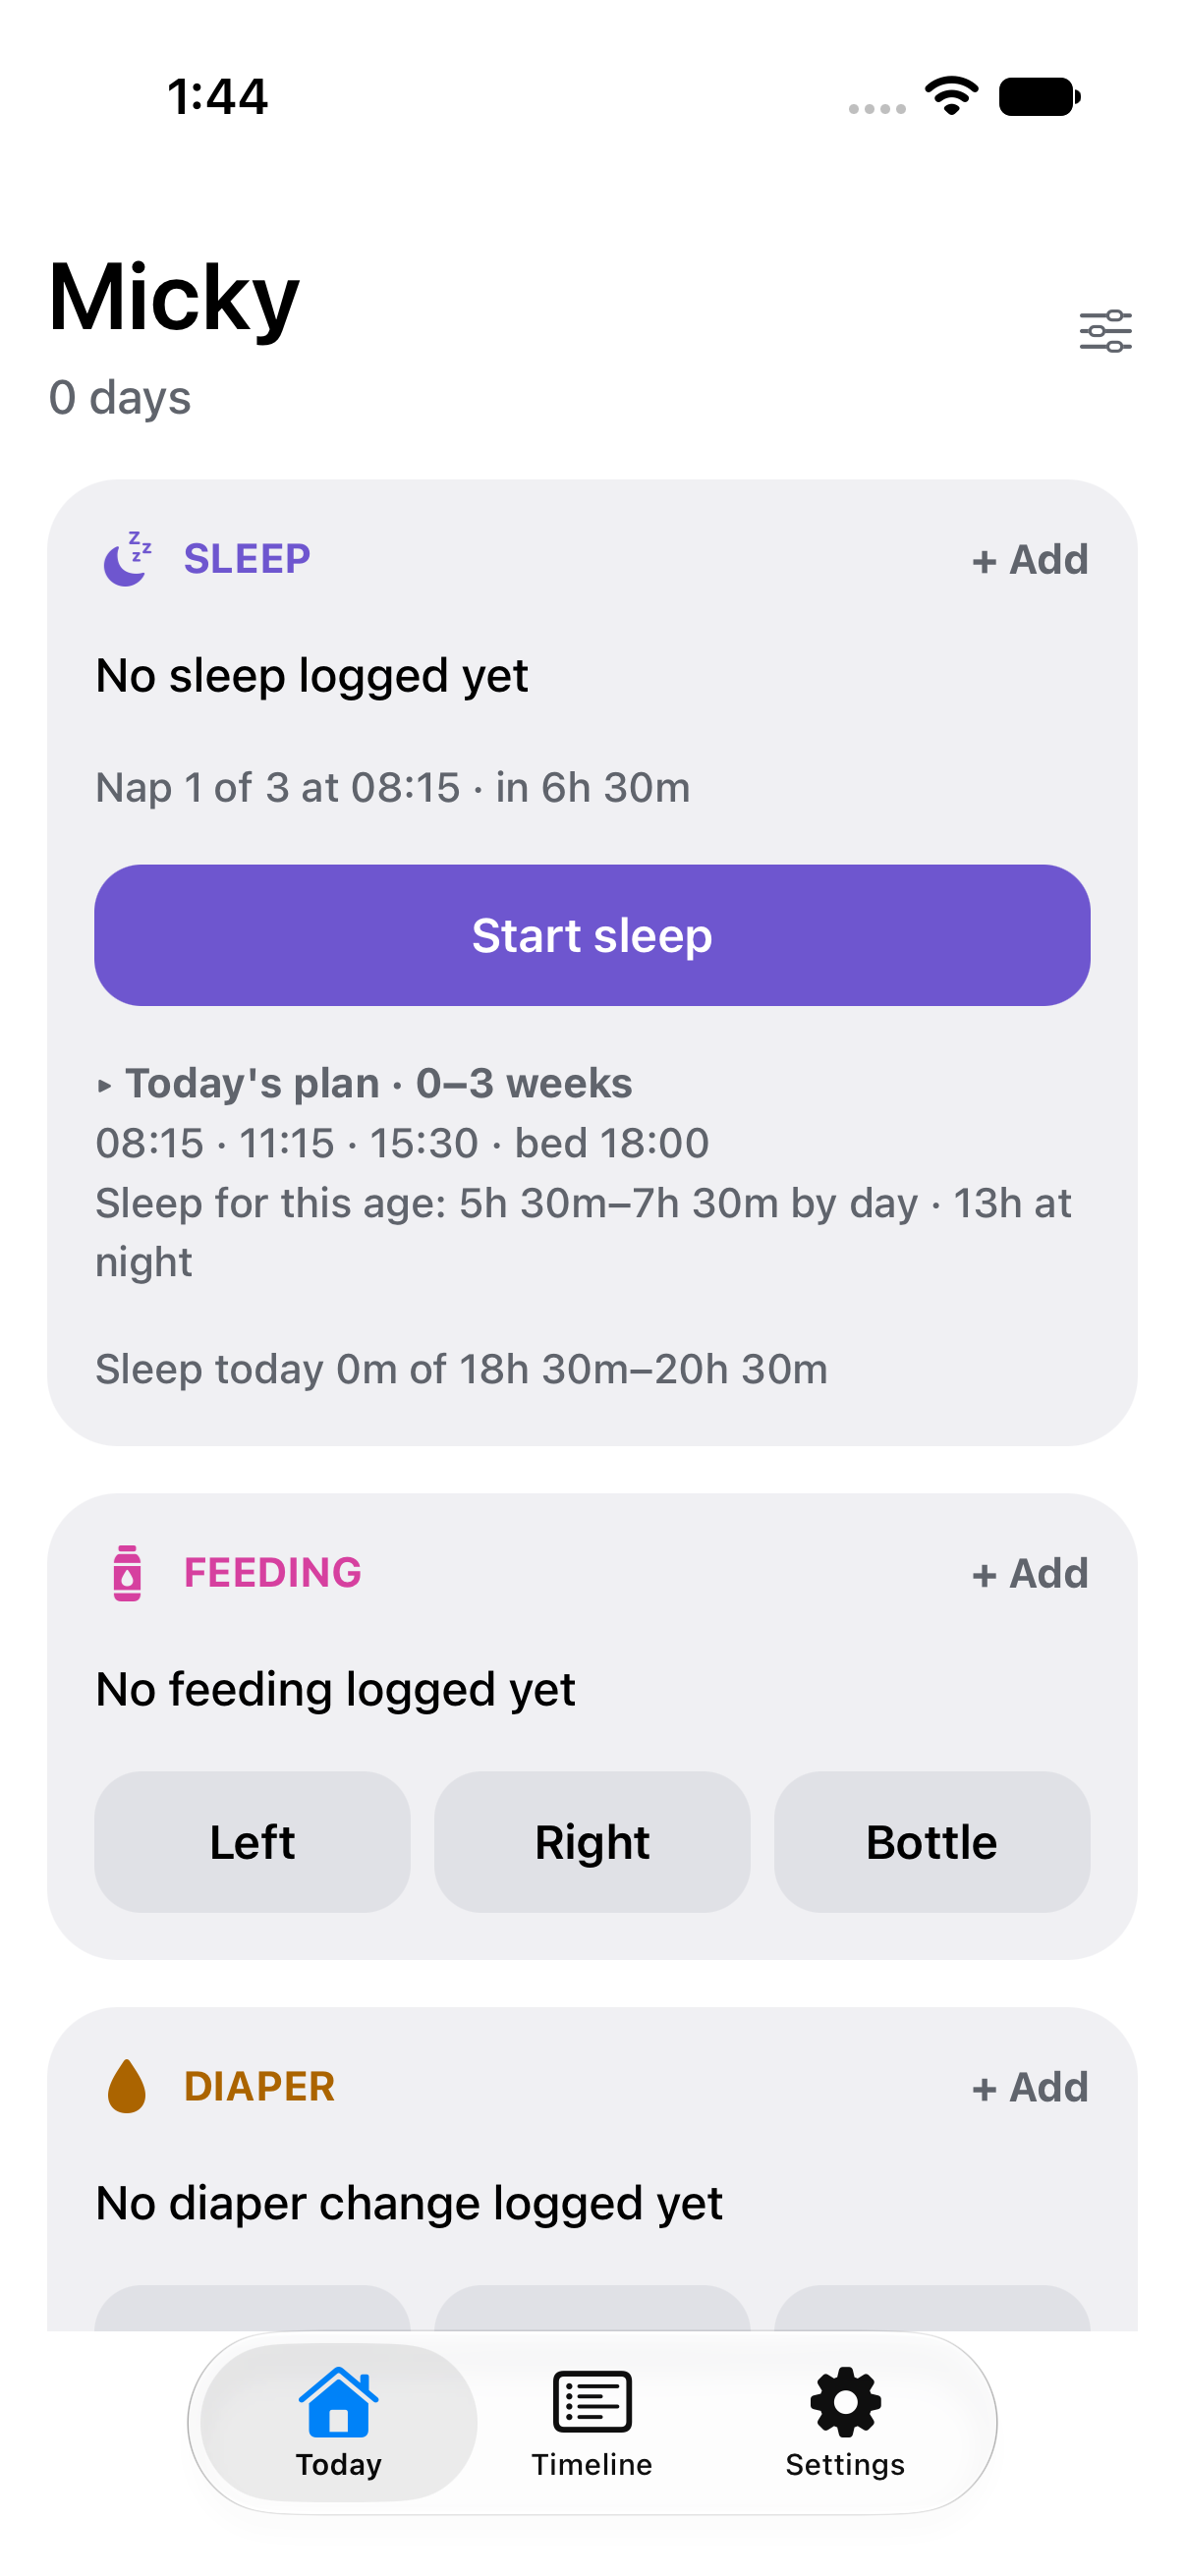 1:44
Micky
0 days
SLEEP
+ Add
No sleep logged yet
Nap 1 of 3 at 08:15 · in 6h 30m
Start sleep
▸ Today's plan · 0–3 weeks
08:15 · 11:15 · 15:30 · bed 18:00
Sleep for this age: 5h 30m–7h 30m by day · 13h at
night
Sleep today 0m of 18h 30m–20h 30m
FEEDING
+ Add
No feeding logged yet
Left
Right
Bottle
DIAPER
+ Add
No diaper change logged yet
Today
Timeline
Settings